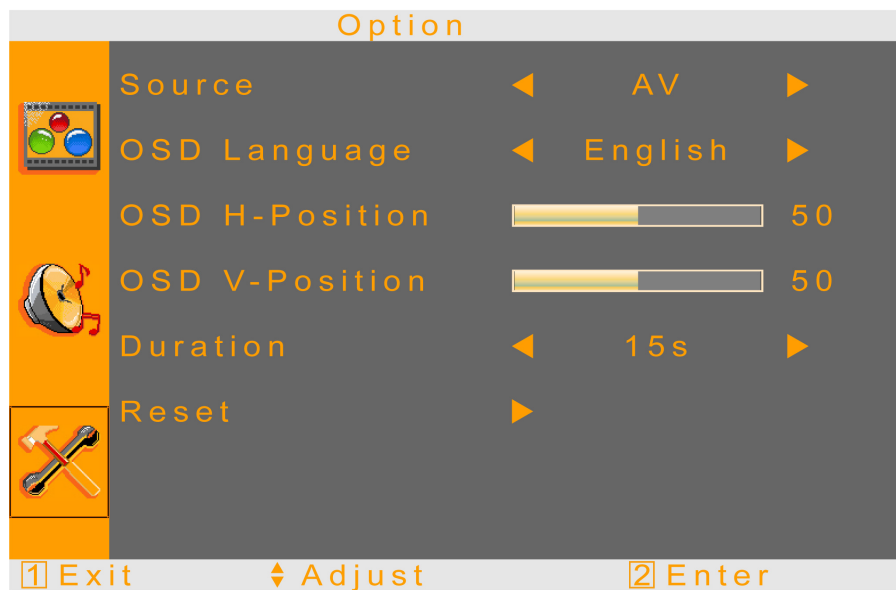 Option
Source AV
OSD Language English
OSD H-Position 50
OSD V-Position 50
Duration 15s
Reset
1 Exit Adjust 2 Enter